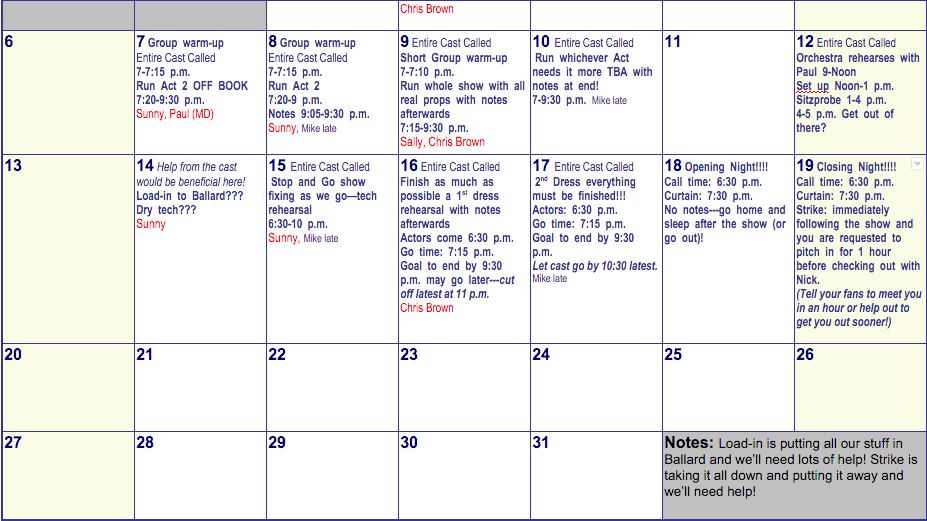 Chris Brown
6
7 Group warm-up
Entire Cast Called
7-7:15 p.m.
Run Act 2 OFF BOOK
7:20-9:30 p.m.
Sunny, Paul (MD)
8 Group warm-up
Entire Cast Called
7-7:15 p.m.
Run Act 2
7:20-9 p.m.
Notes 9:05-9:30 p.m.
Sunny, Mike late
9 Entire Cast Called
Short Group warm-up
7-7:10 p.m.
Run whole show with all
real props with notes
afterwards
7:15-9:30 p.m.
Sally, Chris Brown
10 Entire Cast Called
Run whichever Act
needs it more TBA with
notes at end!
7-9:30 p.m. Mike late
11
12 Entire Cast Called
Orchestra rehearses with
Paul 9-Noon
Set up Noon-1 p.m.
Sitzprobe 1-4 p.m.
4-5 p.m. Get out of
there?
13
14 Help from the cast
would be beneficial here!
Load-in to Ballard???
Dry tech???
Sunny
15 Entire Cast Called
Stop and Go show
fixing as we go—tech
rehearsal
6:30-10 p.m.
Sunny, Mike late
16 Entire Cast Called
Finish as much as
possible a 1st dress
rehearsal with notes
afterwards
Actors come 6:30 p.m.
Go time: 7:15 p.m.
Goal to end by 9:30
p.m. may go later---cut
off latest at 11 p.m.
Chris Brown
17 Entire Cast Called
2nd Dress everything
must be finished!!!
Actors: 6:30 p.m.
Go time: 7:15 p.m.
Goal to end by 9:30
p.m.
Let cast go by 10:30 latest.
Mike late
18 Opening Night!!!!
Call time: 6:30 p.m.
Curtain: 7:30 p.m.
No notes---go home and
sleep after the show (or
go out)!
19 Closing Night!!!!
Call time: 6:30 p.m.
Curtain: 7:30 p.m.
Strike: immediately
following the show and
you are requested to
pitch in for 1 hour
before checking out with
Nick.
(Tell your fans to meet you
in an hour or help out to
get you out sooner!)
20
21
22
23
24
25
26
27
28
29
30
31
Notes: Load-in is putting all our stuff in
Ballard and we'll need lots of help! Strike is
taking it all down and putting it away and
we'll need help!